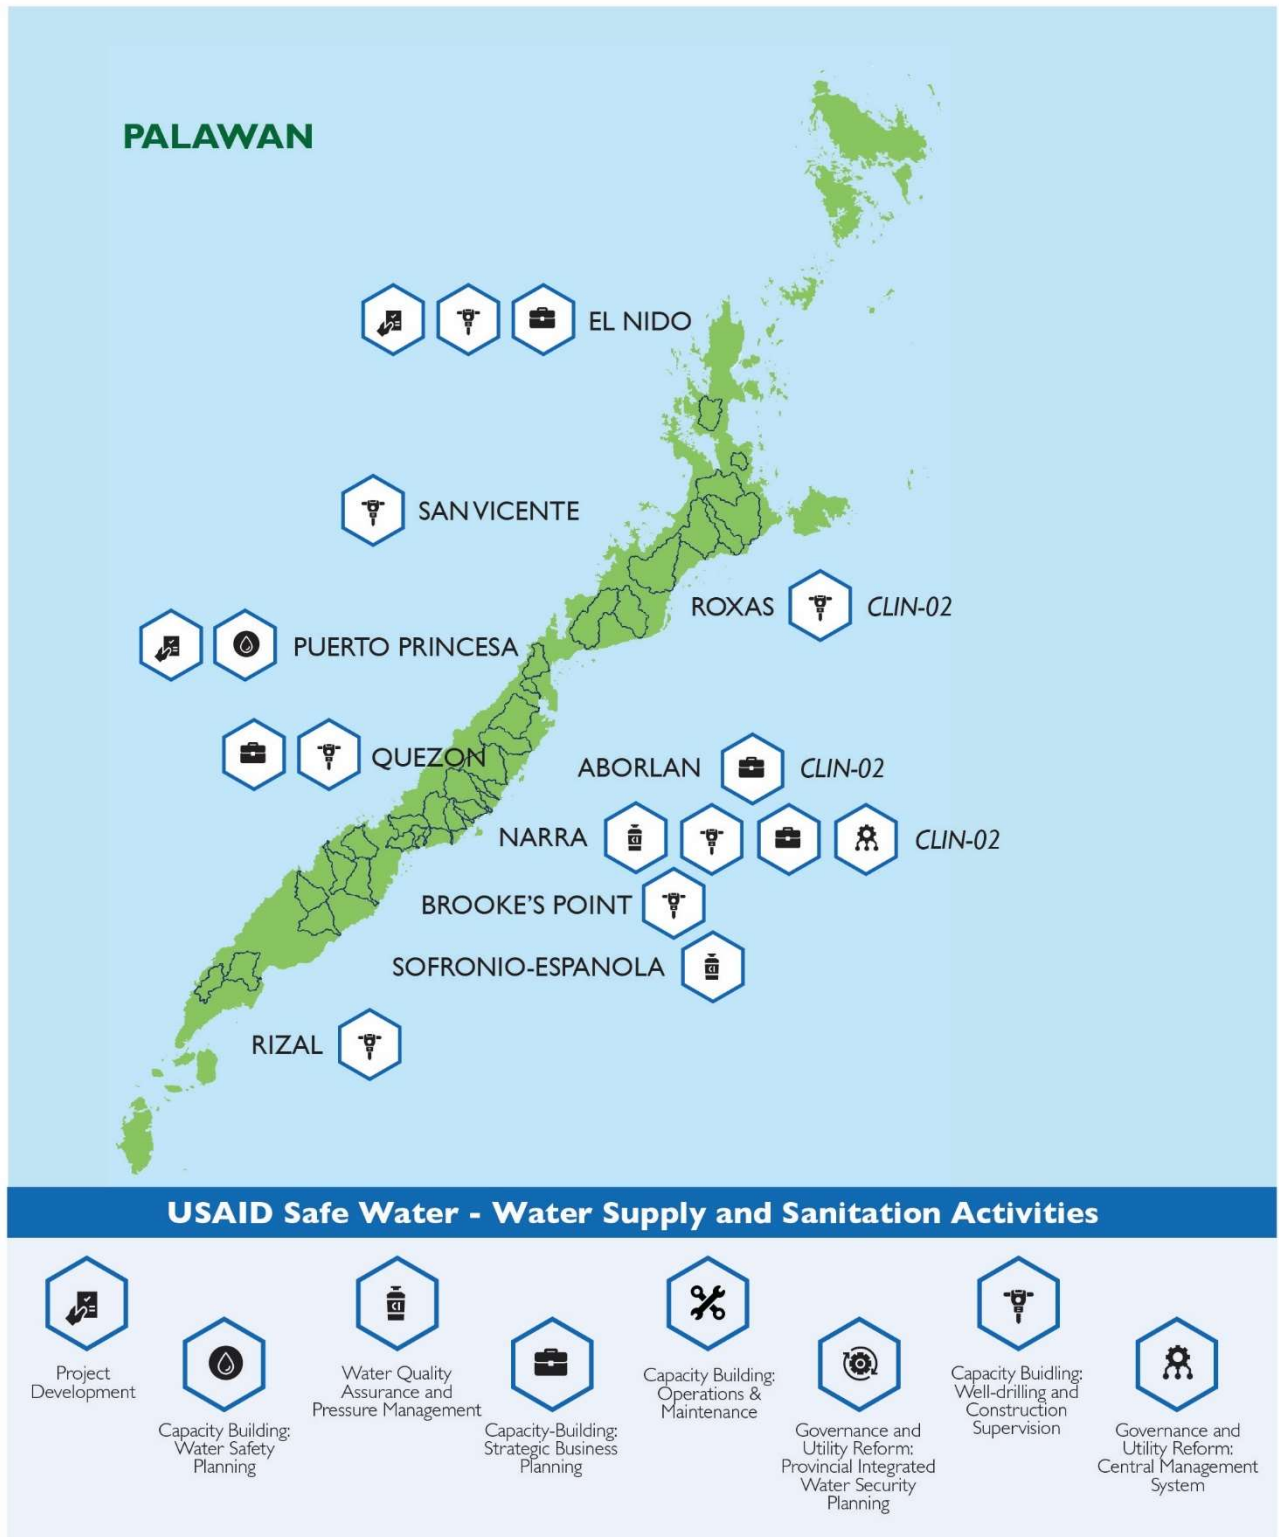 PALAWAN
EL NIDO
SAN VICENTE
ROXAS CLIN-02
PUERTO PRINCESA
QUEZON
ABORLAN CLIN-02
NARRA CI CLIN-02
BROOKE'S POINT
SOFRONIO-ESPANOLA CI
RIZAL
USAID Safe Water - Water Supply and Sanitation Activities
Project
Development
Capacity Building:
Water Safety
Planning
CI
Water Quality
Assurance and
Pressure Management
Capacity-Building:
Strategic Business
Planning
Capacity Building:
Operations &
Maintenance
Governance and
Utility Reform:
Provincial Integrated
Water Security
Planning
Capacity Buidling:
Well-drilling and
Construction
Supervision
Governance and
Utility Reform:
Central Management
System